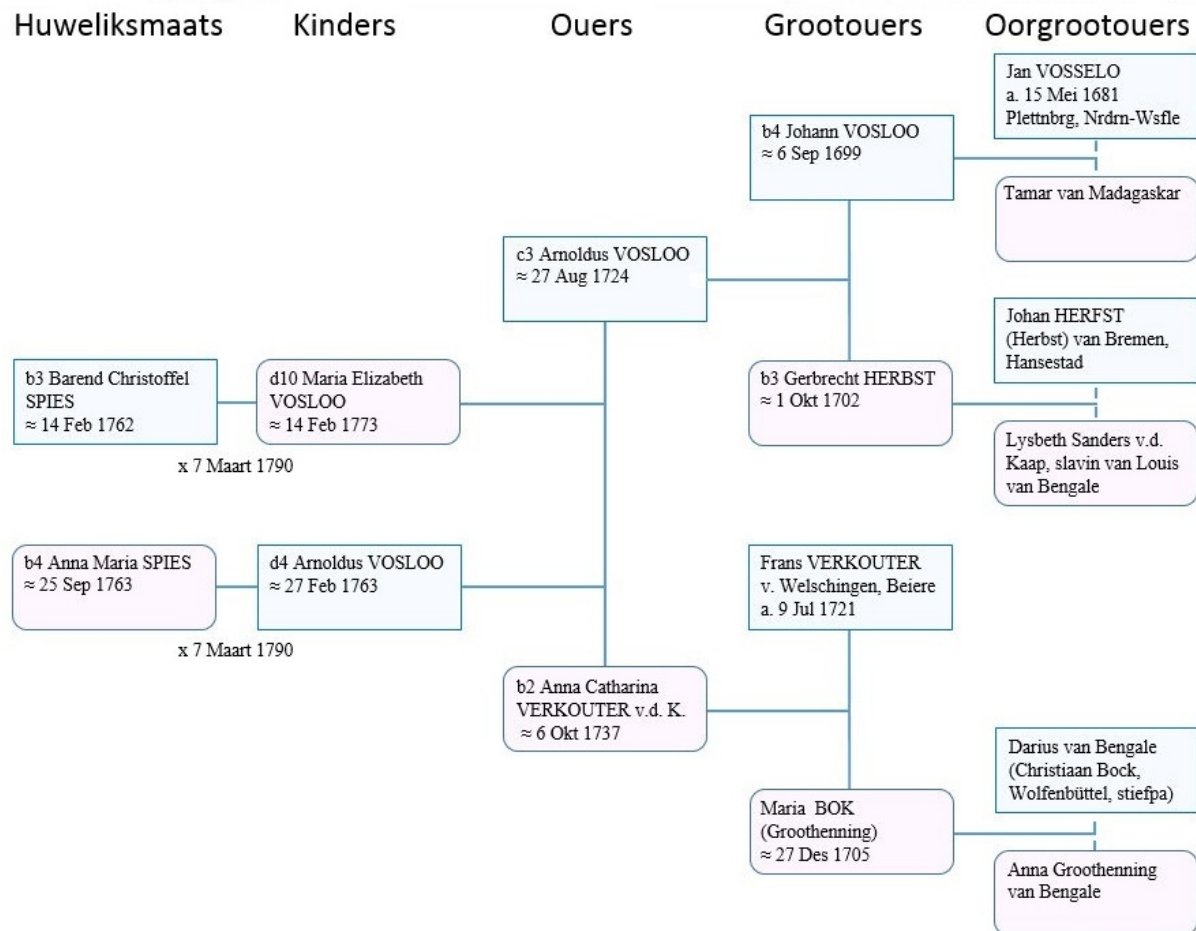 Huweliksmaats
Kinders
Ouers
Grootouers
Oorgrootouers
b3 Barend Christoffel
SPIES
≈ 14 Feb 1762
x 7 Maart 1790
b4 Anna Maria SPIES
≈ 25 Sep 1763
x 7 Maart 1790
d10 Maria Elizabeth
VOSLOO
≈ 14 Feb 1773
d4 Arnoldus VOSLOO
≈ 27 Feb 1763
c3 Arnoldus VOSLOO
≈ 27 Aug 1724
b2 Anna Catharina
VERKOUTER v.d. K.
≈ 6 Okt 1737
b4 Johann VOSLOO
≈ 6 Sep 1699
b3 Gerbrecht HERBST
≈ 1 Okt 1702
Frans VERKOUTER
v. Welschingen, Beiere
a. 9 Jul 1721
Maria BOK
(Groothenning)
≈ 27 Des 1705
Jan VOSSELO
a. 15 Mei 1681
Plettnbrg, Nrdrn-Wsfle
Tamar van Madagaskar
Johan HERFST
(Herbst) van Bremen,
Hansestad
Lysbeth Sanders v.d.
Kaap, slavin van Louis
van Bengale
Darius van Bengale
(Christiaan Bock,
Wolfenbüttel, stiefpa)
Anna Groothenning
van Bengale